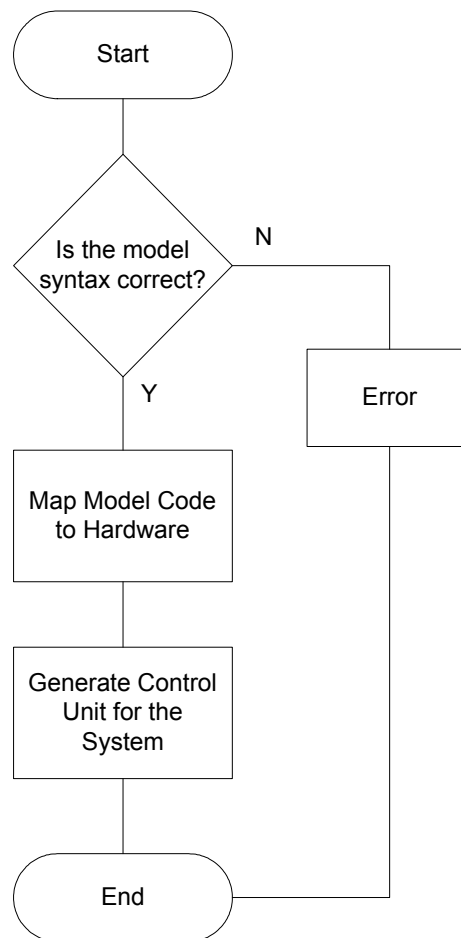 Start
Is the model
syntax correct?
N
Y
Error
Map Model Code
to Hardware
Generate Control
Unit for the
System
End